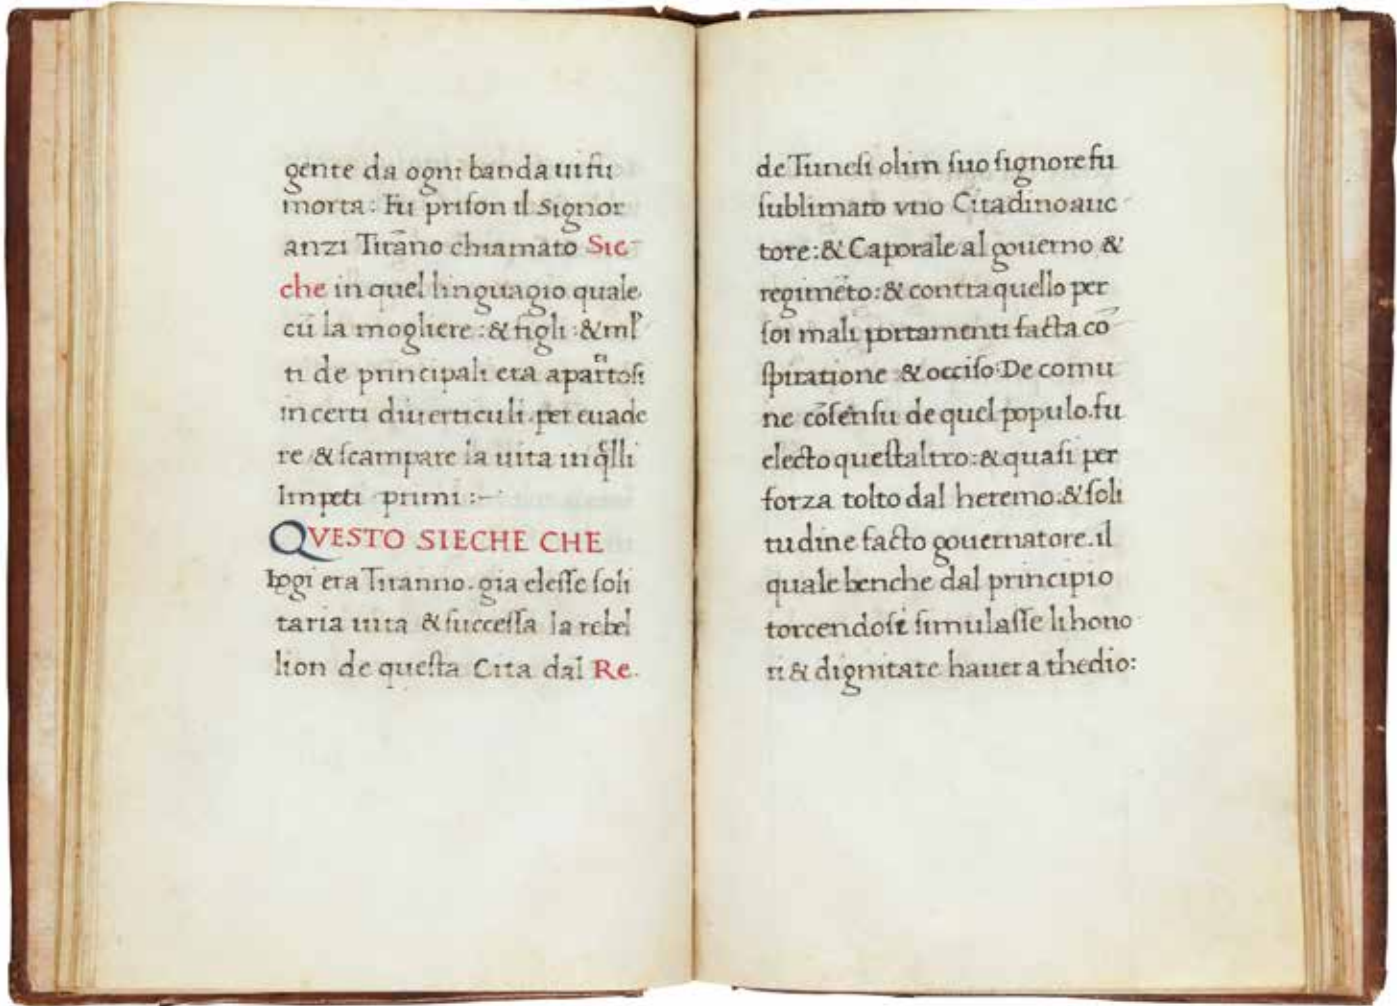 gente da ogni banda ui fu
morta: Fu priſon il Signor
anzi Tirāno chiamato Sie-
che in quel linguagio quale
cū la mogliere: & figli: & ml
ti de principali era apartoſi
in certi diuerticuli. per euade
re & ſcampare la uita in qlli
Impeti primi:~
QVESTO SIECHE CHE
hogi era Tiranno. gia eleſſe ſoli
taria uita & ſucceſſa la rebel
lion de queſta Cita dal Re.
de Tuneſi olim ſuo ſignore fu
ſublimato vno Citadino auc-
tore: & Caporale al gouerno &
regimēto: & contra quello per
ſoi mali portamenti facta cō-
ſpiratione & occiſo: De comu
ne cōſenſu de quel populo. fu
electo queſtaltro: & quaſi per
forza tolto dal heremo: & ſoli
tudine facto gouernatore. il
quale benche dal principio
torcendoſi ſimulaſſe li hono
ri & dignitate hauer a thedio: